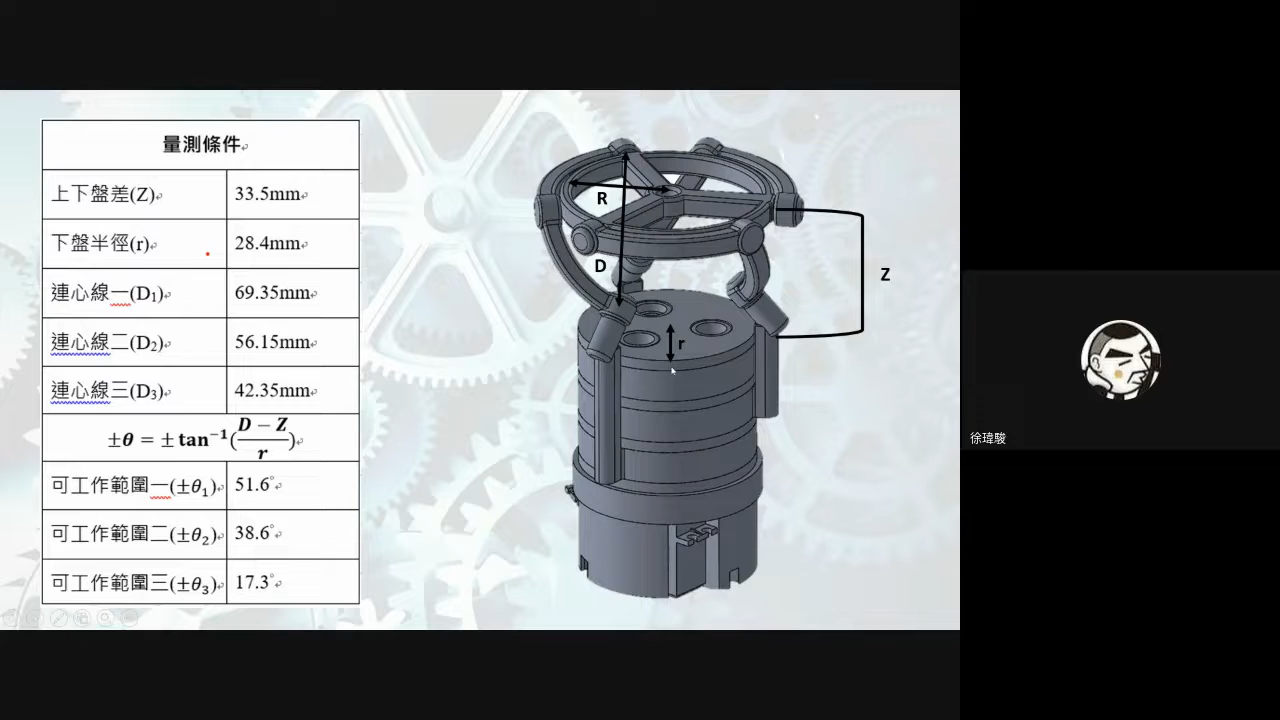 量測條件
上下盤差(Z) 33.5mm
下盤半徑(r) 28.4mm
連心線一(D₁) 69.35mm
連心線二(D₂) 56.15mm
連心線三(D₃) 42.35mm
±θ = ± tan⁻¹(D − Z / r)
可工作範圍一(±θ₁) 51.6°
可工作範圍二(±θ₂) 38.6°
可工作範圍三(±θ₃) 17.3°
R
D
Z
r
徐瑋駿